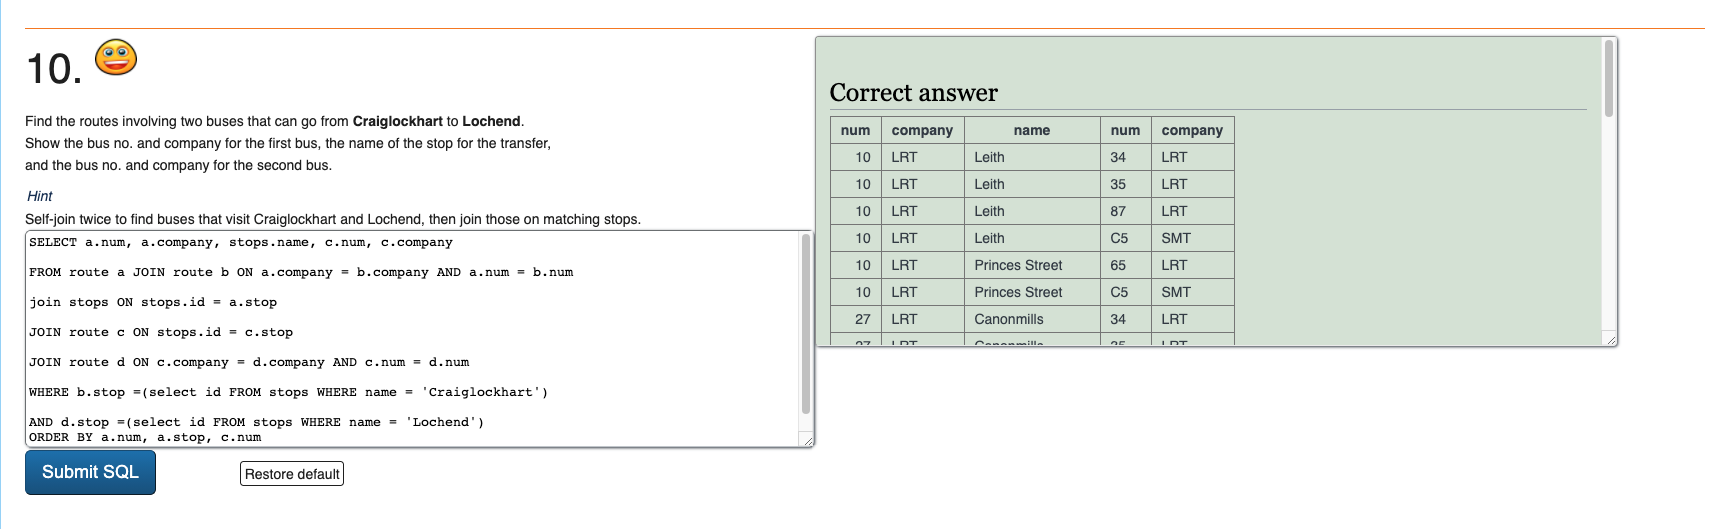 10.
Find the routes involving two buses that can go from Craiglockhart to Lochend.
Show the bus no. and company for the first bus, the name of the stop for the transfer,
and the bus no. and company for the second bus.
Hint
Self-join twice to find buses that visit Craiglockhart and Lochend, then join those on matching stops.
SELECT a.num, a.company, stops.name, c.num, c.company
FROM route a JOIN route b ON a.company = b.company AND a.num = b.num
join stops ON stops.id = a.stop
JOIN route c ON stops.id = c.stop
JOIN route d ON c.company = d.company AND c.num = d.num
WHERE b.stop =(select id FROM stops WHERE name = 'Craiglockhart')
AND d.stop =(select id FROM stops WHERE name = 'Lochend')
ORDER BY a.num, a.stop, c.num
Submit SQL
Restore default
Correct answer
num company name num company
10 LRT Leith 34 LRT
10 LRT Leith 35 LRT
10 LRT Leith 87 LRT
10 LRT Leith C5 SMT
10 LRT Princes Street 65 LRT
10 LRT Princes Street C5 SMT
27 LRT Canonmills 34 LRT
27 LRT Canonmills 35 LRT